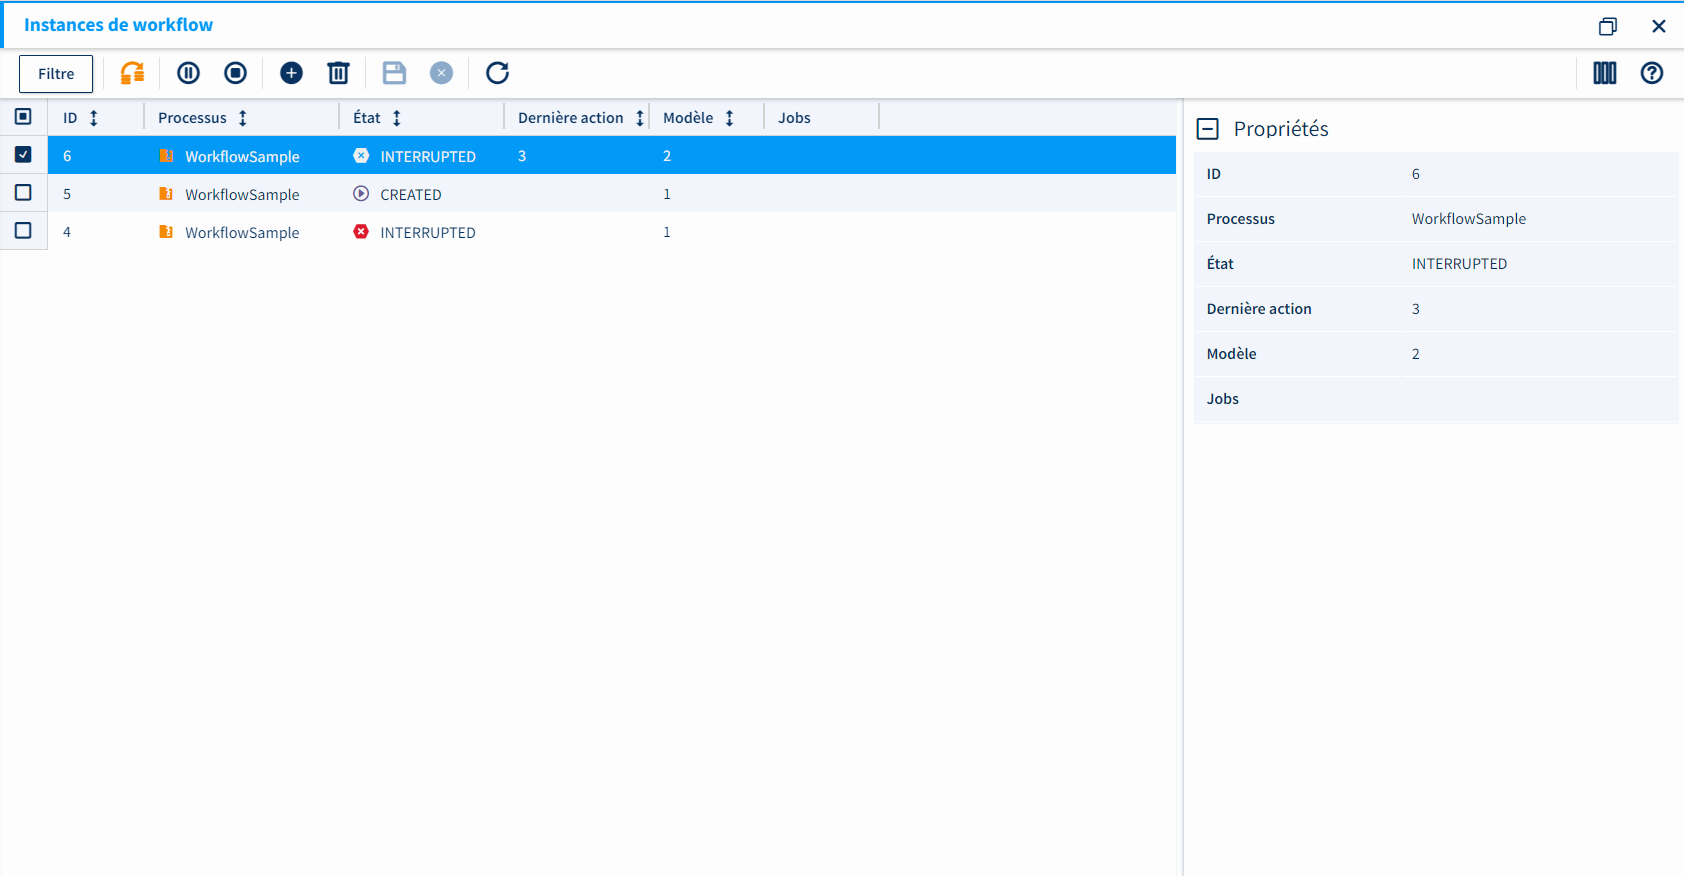 Instances de workflow
Filtre
ID Processus État Dernière action Modèle Jobs
6 WorkflowSample INTERRUPTED 3 2
5 WorkflowSample CREATED 1
4 WorkflowSample INTERRUPTED 1
Propriétés
ID 6
Processus WorkflowSample
État INTERRUPTED
Dernière action 3
Modèle 2
Jobs